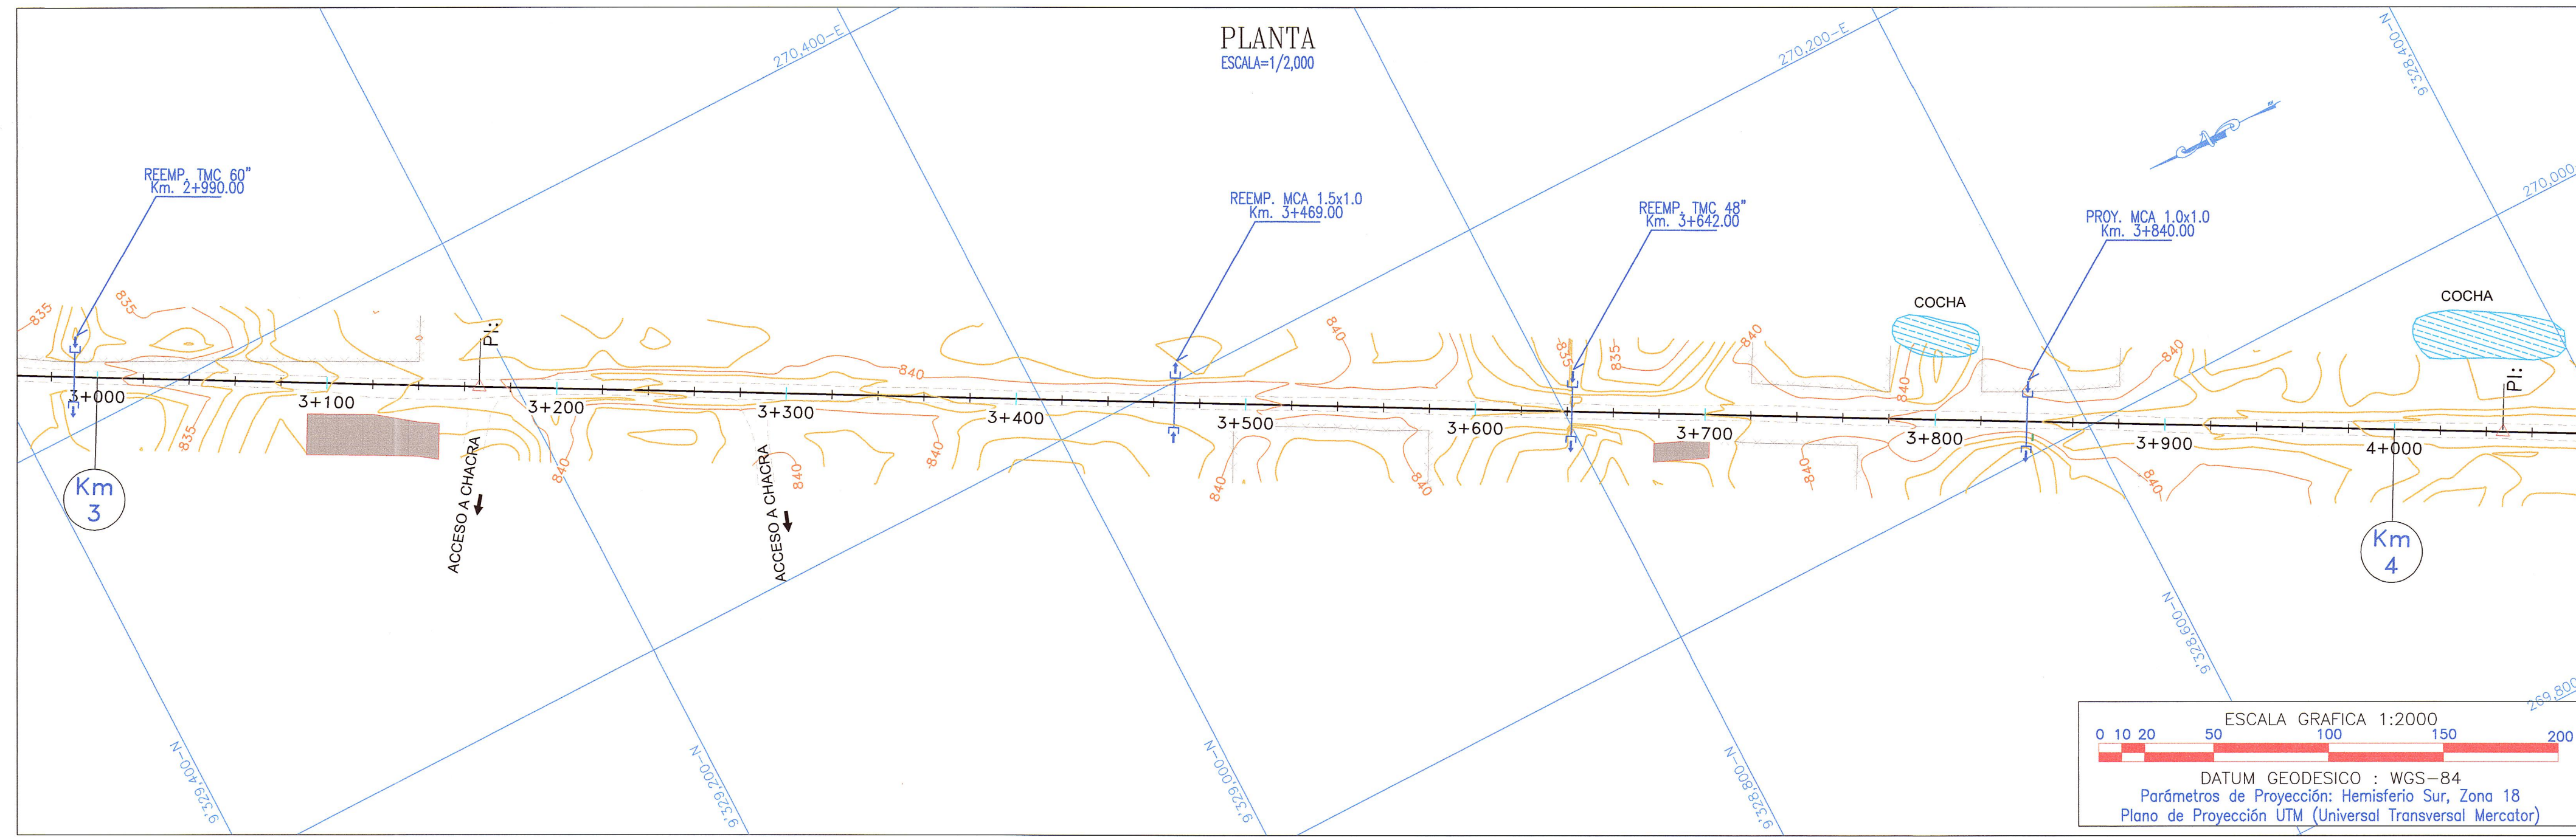 PLANTA
ESCALA=1/2,000
270,400-E
270,200-E
9'328,400-N
270,000
REEMP. TMC 60"
Km. 2+990.00
REEMP. MCA 1.5x1.0
Km. 3+469.00
REEMP. TMC 48"
Km. 3+642.00
PROY. MCA 1.0x1.0
Km. 3+840.00
COCHA
COCHA
835
835
PI:
840
840
835
835
840
840
840
PI:
3+000
3+100
3+200
3+300
3+400
3+500
3+600
3+700
3+800
3+900
4+000
835
840
840
840
840
840
840
840
ACCESO A CHACRA
ACCESO A CHACRA
Km
3
Km
4
9'329,400-N
9'329,200-N
9'329,000-N
9'328,800-N
9'328,600-N
269,800
ESCALA GRAFICA 1:2000
0 10 20 50 100 150 200
DATUM GEODESICO : WGS-84
Parámetros de Proyección: Hemisferio Sur, Zona 18
Plano de Proyección UTM (Universal Transversal Mercator)